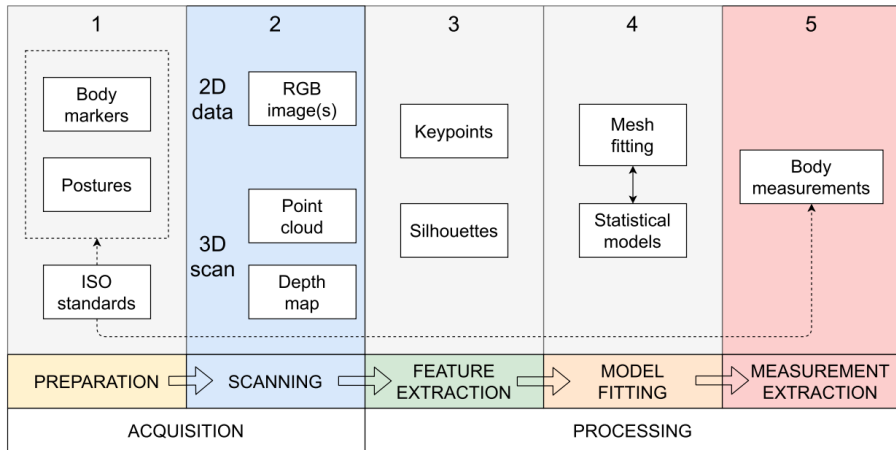 1
2
3
4
5
Body
markers
Postures
ISO
standards
2D
data
RGB
image(s)
3D
scan
Point
cloud
Depth
map
Keypoints
Silhouettes
Mesh
fitting
Statistical
models
Body
measurements
PREPARATION
SCANNING
FEATURE
EXTRACTION
MODEL
FITTING
MEASUREMENT
EXTRACTION
ACQUISITION
PROCESSING